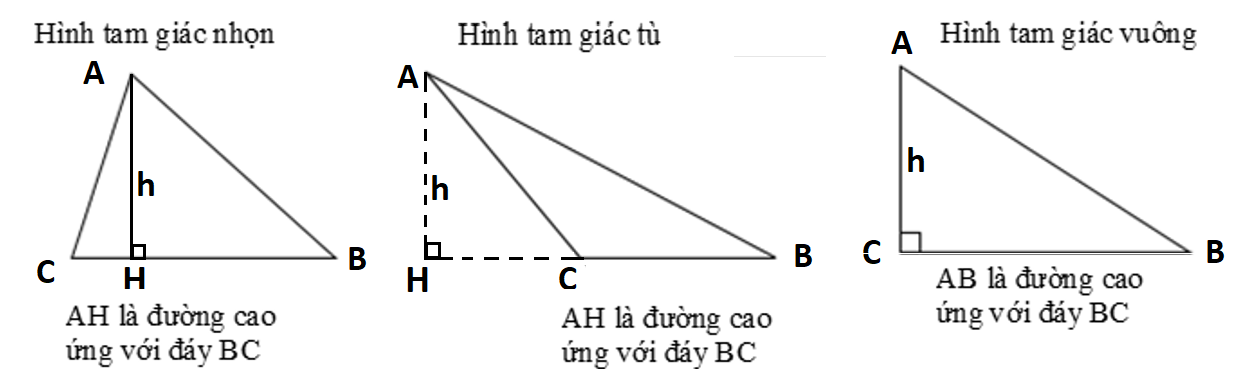 Hình tam giác nhọn
A
h
C
H
B
AH là đường cao
ứng với đáy BC
Hình tam giác tù
A
h
H
C
B
AH là đường cao
ứng với đáy BC
Hình tam giác vuông
A
h
C
B
AB là đường cao
ứng với đáy BC